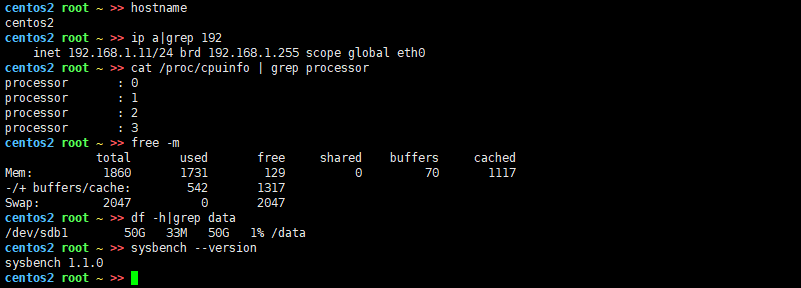 centos2 root ~ >> hostname
centos2
centos2 root ~ >> ip a|grep 192
    inet 192.168.1.11/24 brd 192.168.1.255 scope global eth0
centos2 root ~ >> cat /proc/cpuinfo | grep processor
processor       : 0
processor       : 1
processor       : 2
processor       : 3
centos2 root ~ >> free -m
             total       used       free     shared    buffers     cached
Mem:          1860       1731        129          0         70       1117
-/+ buffers/cache:        542       1317
Swap:         2047          0       2047
centos2 root ~ >> df -h|grep data
/dev/sdb1        50G   33M   50G   1% /data
centos2 root ~ >> sysbench --version
sysbench 1.1.0
centos2 root ~ >>